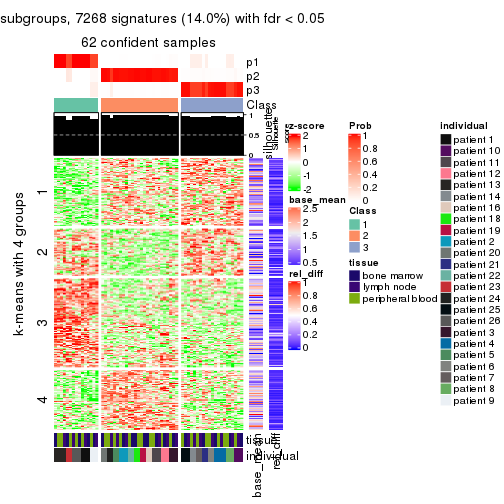 subgroups, 7268 signatures (14.0%) with fdr < 0.05
62 confident samples
p1
p2
p3
Class
1
0.5
0
silhouette
score
k-means with 4 groups
1
2
3
4
tissue
individual
base_mean
rel_diff
z-score
2
1
0
-1
-2
base_mean
2.5
1.5
0.5
rel_diff
1
0.8
0.6
0.4
0.2
0
Prob
1
0.8
0.6
0.4
0.2
0
Class
1
2
3
tissue
bone marrow
lymph node
peripheral blood
individual
patient 1
patient 10
patient 11
patient 12
patient 13
patient 14
patient 16
patient 18
patient 19
patient 2
patient 20
patient 21
patient 22
patient 23
patient 24
patient 25
patient 26
patient 3
patient 4
patient 5
patient 6
patient 7
patient 8
patient 9